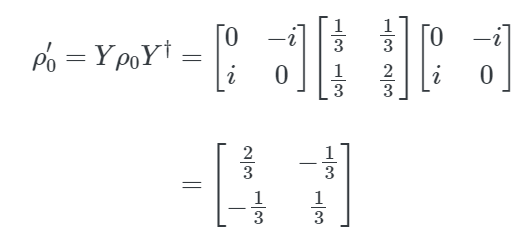 ρ′₀ = Yρ₀Y† = [0 −i; i 0] [1/3 1/3; 1/3 2/3] [0 −i; i 0]
= [2/3 −1/3; −1/3 1/3]